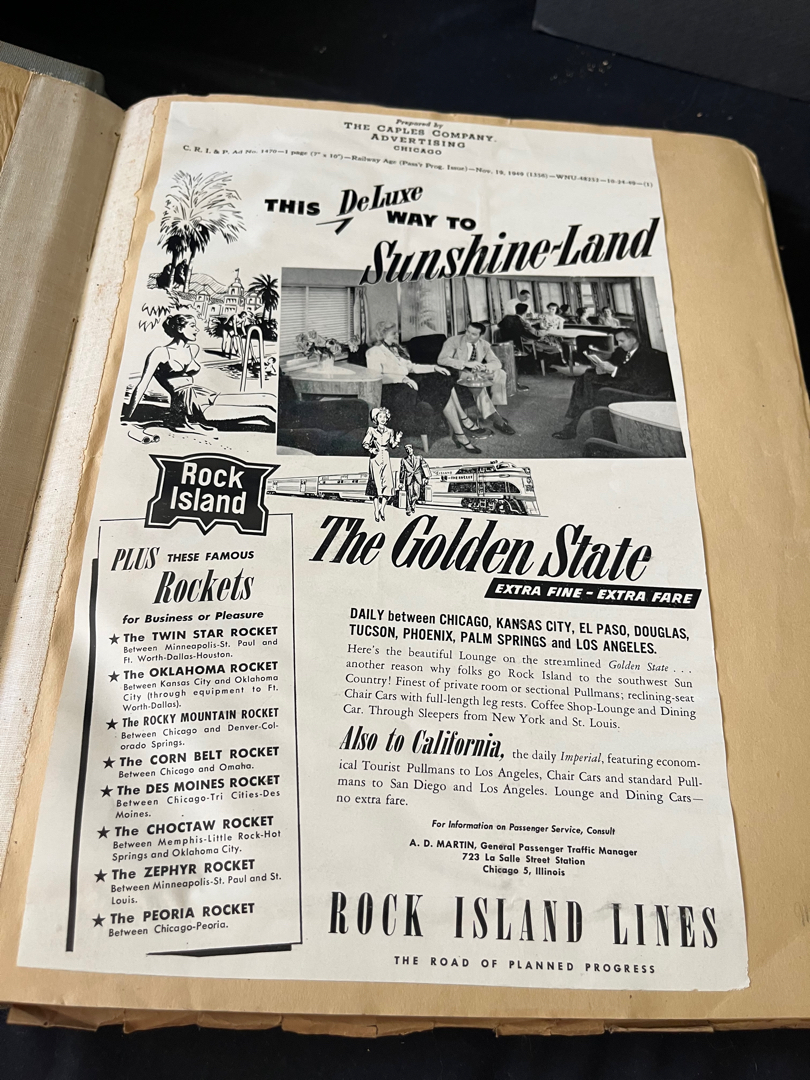 Prepared by
THE CAPLES COMPANY.
ADVERTISING
CHICAGO
C. R. I. & P. Ad No. 1470—1 page (7" x 10")—Railway Age (Pass'r Prog. Issue)—Nov. 19, 1949 (1356)—WNU-48253—10-24-49—(1)
THIS DeLuxe WAY TO
Sunshine-Land
Rock
Island
The Golden State
EXTRA FINE - EXTRA FARE
PLUS THESE FAMOUS
Rockets
for Business or Pleasure
★ The TWIN STAR ROCKET
Between Minneapolis-St. Paul and
Ft. Worth-Dallas-Houston.
★ The OKLAHOMA ROCKET
Between Kansas City and Oklahoma
City (through equipment to Ft.
Worth-Dallas).
★ The ROCKY MOUNTAIN ROCKET
Between Chicago and Denver-Col-
orado Springs.
★ The CORN BELT ROCKET
Between Chicago and Omaha.
★ The DES MOINES ROCKET
Between Chicago-Tri Cities-Des
Moines.
★ The CHOCTAW ROCKET
Between Memphis-Little Rock-Hot
Springs and Oklahoma City.
★ The ZEPHYR ROCKET
Between Minneapolis-St. Paul and St.
Louis.
★ The PEORIA ROCKET
Between Chicago-Peoria.
DAILY between CHICAGO, KANSAS CITY, EL PASO, DOUGLAS,
TUCSON, PHOENIX, PALM SPRINGS and LOS ANGELES.
Here's the beautiful Lounge on the streamlined Golden State . . .
another reason why folks go Rock Island to the southwest Sun
Country! Finest of private room or sectional Pullmans; reclining-seat
Chair Cars with full-length leg rests. Coffee Shop-Lounge and Dining
Car. Through Sleepers from New York and St. Louis.
Also to California, the daily Imperial, featuring econom-
ical Tourist Pullmans to Los Angeles, Chair Cars and standard Pull-
mans to San Diego and Los Angeles. Lounge and Dining Cars—
no extra fare.
For Information on Passenger Service, Consult
A. D. MARTIN, General Passenger Traffic Manager
723 La Salle Street Station
Chicago 5, Illinois
ROCK ISLAND LINES
THE ROAD OF PLANNED PROGRESS